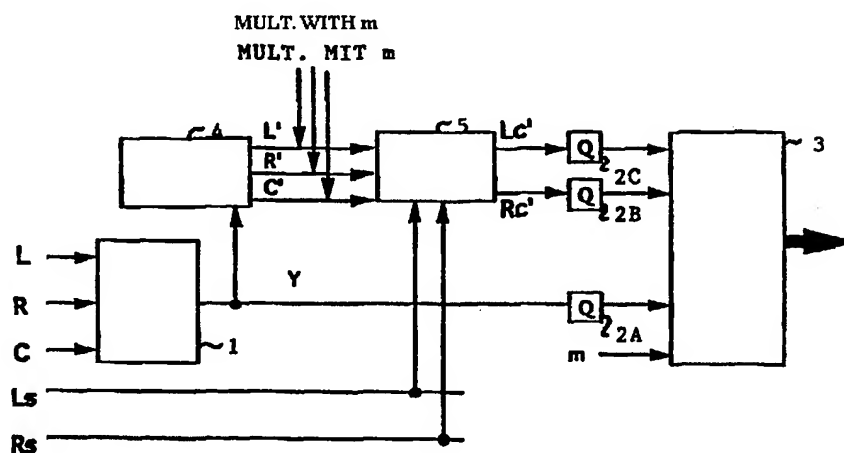 MULT. WITH m
MULT. MIT m
4 L' 5 Lc' Q 3
R' 2C
C' Rc' Q 2B
L
Y
R Q 2A
1
C m
Ls
Rs